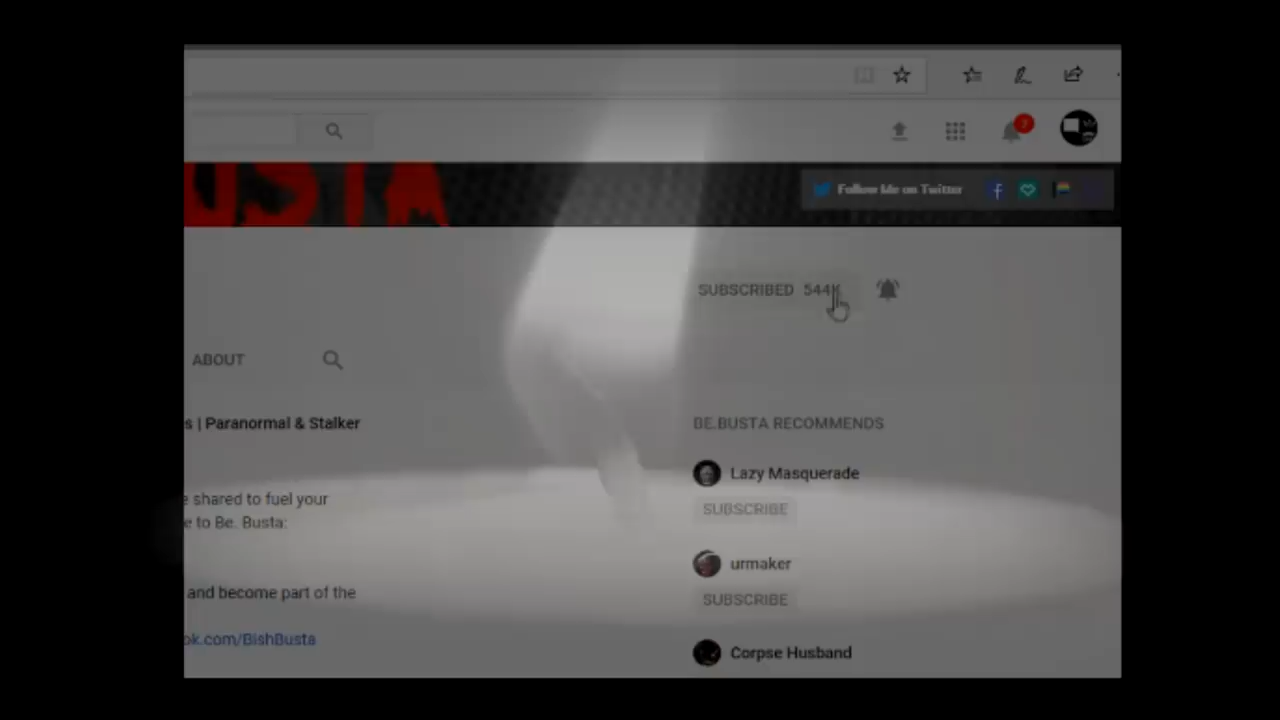 USTA
Follow Me on Twitter
SUBSCRIBED 544K
ABOUT
s | Paranormal & Stalker
BE.BUSTA RECOMMENDS
Lazy Masquerade
e shared to fuel your
SUBSCRIBE
e to Be. Busta:
urmaker
and become part of the
SUBSCRIBE
ok.com/BishBusta
Corpse Husband